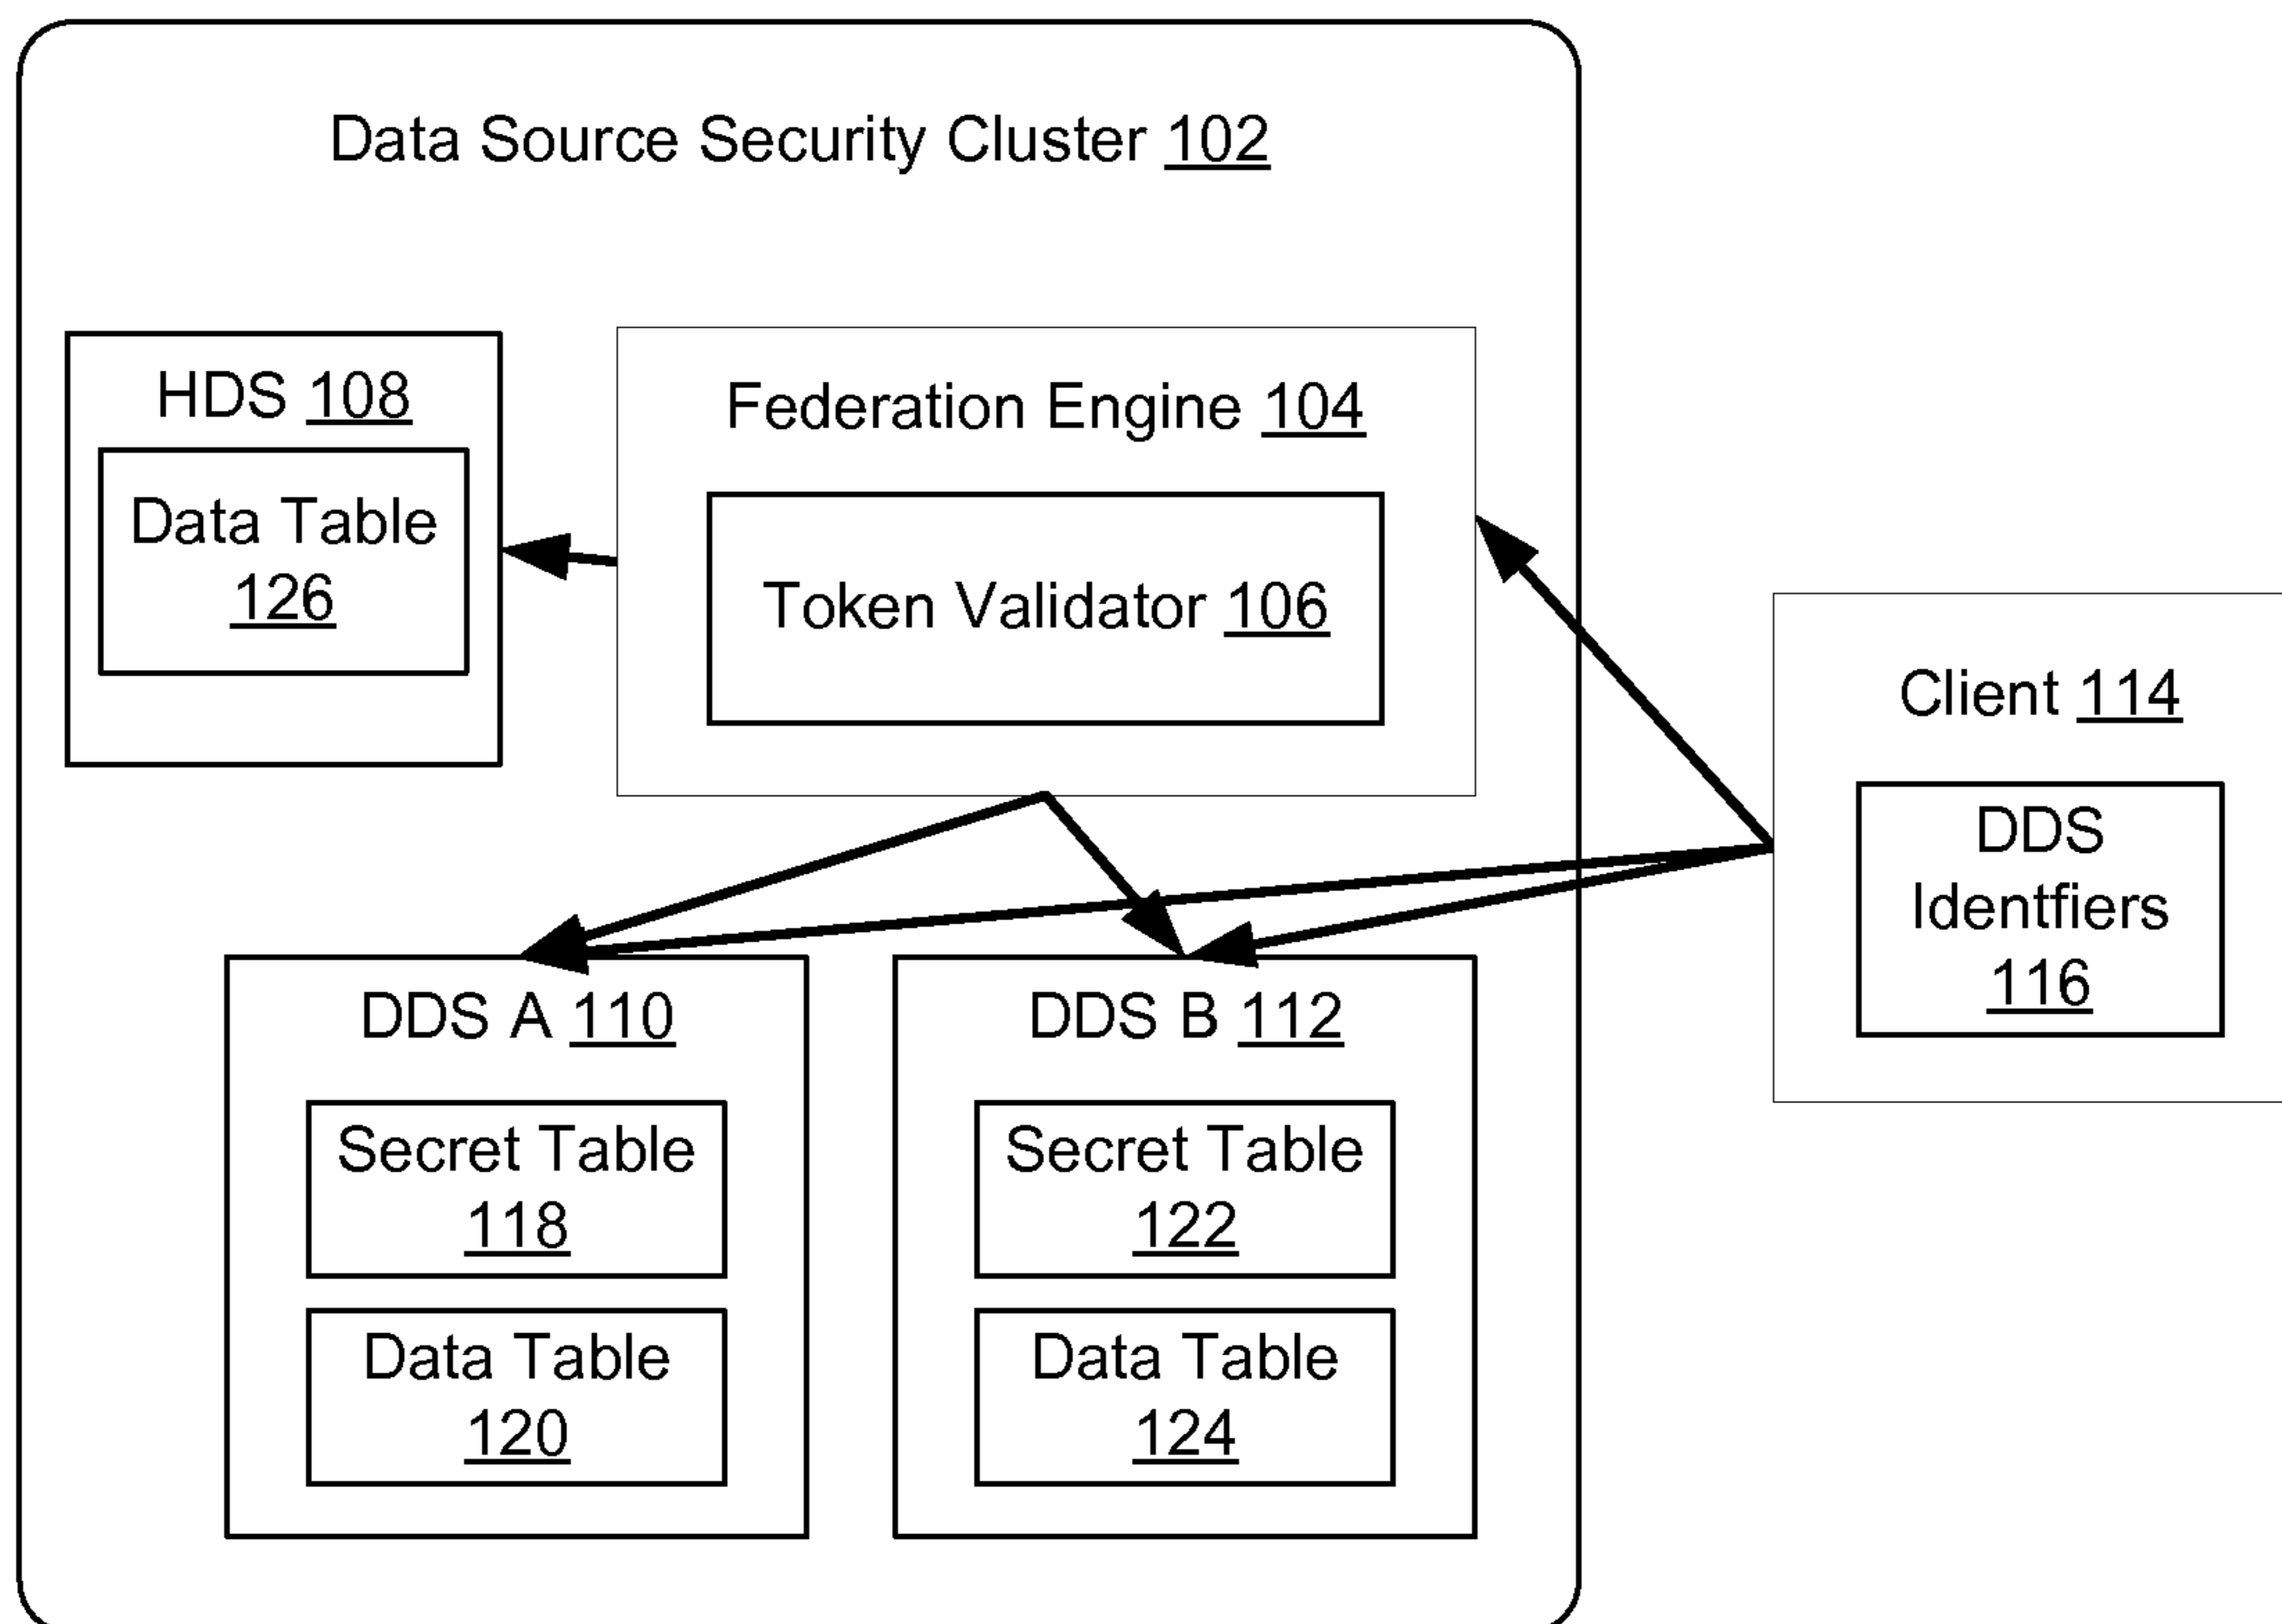 Data Source Security Cluster 102
HDS 108
Data Table
126
Federation Engine 104
Token Validator 106
Client 114
DDS
Identfiers
116
DDS A 110
Secret Table
118
Data Table
120
DDS B 112
Secret Table
122
Data Table
124